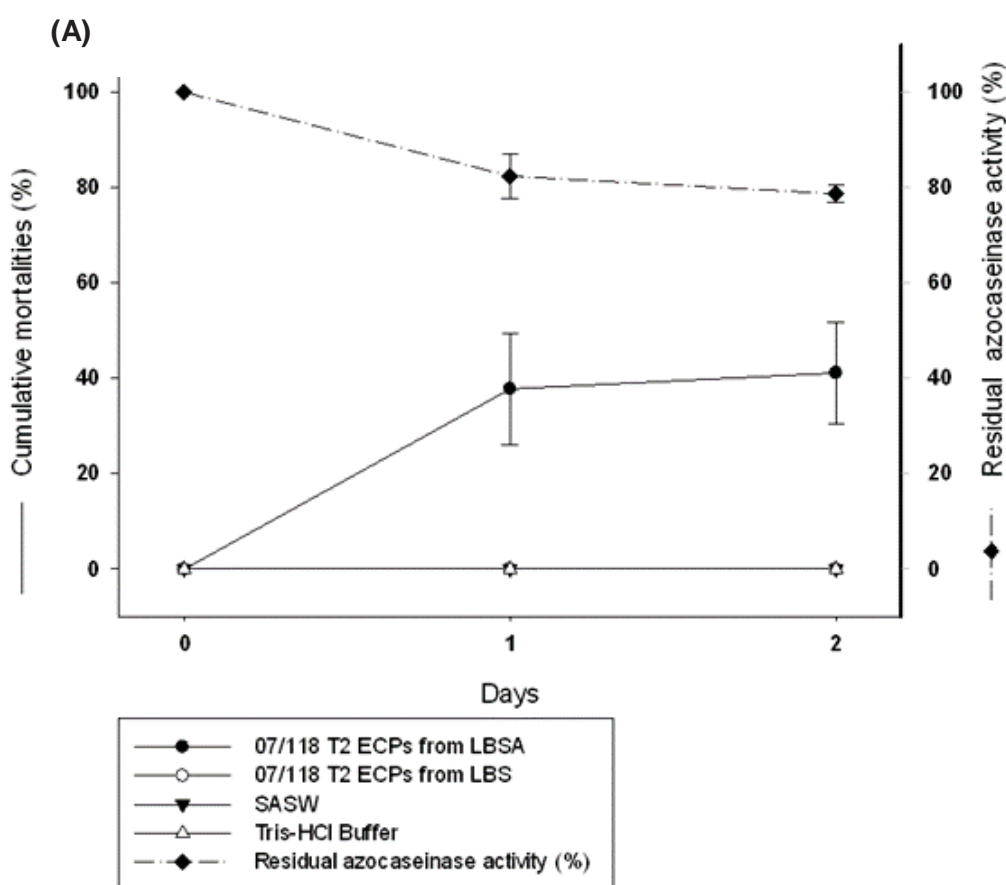 (A)
Cumulative mortalities (%)
100
80
60
40
20
0
100
80
60
40
20
0
Residual azocaseinase activity (%)
0 1 2
Days
07/118 T2 ECPs from LBSA
07/118 T2 ECPs from LBS
SASW
Tris-HCl Buffer
Residual azocaseinase activity (%)